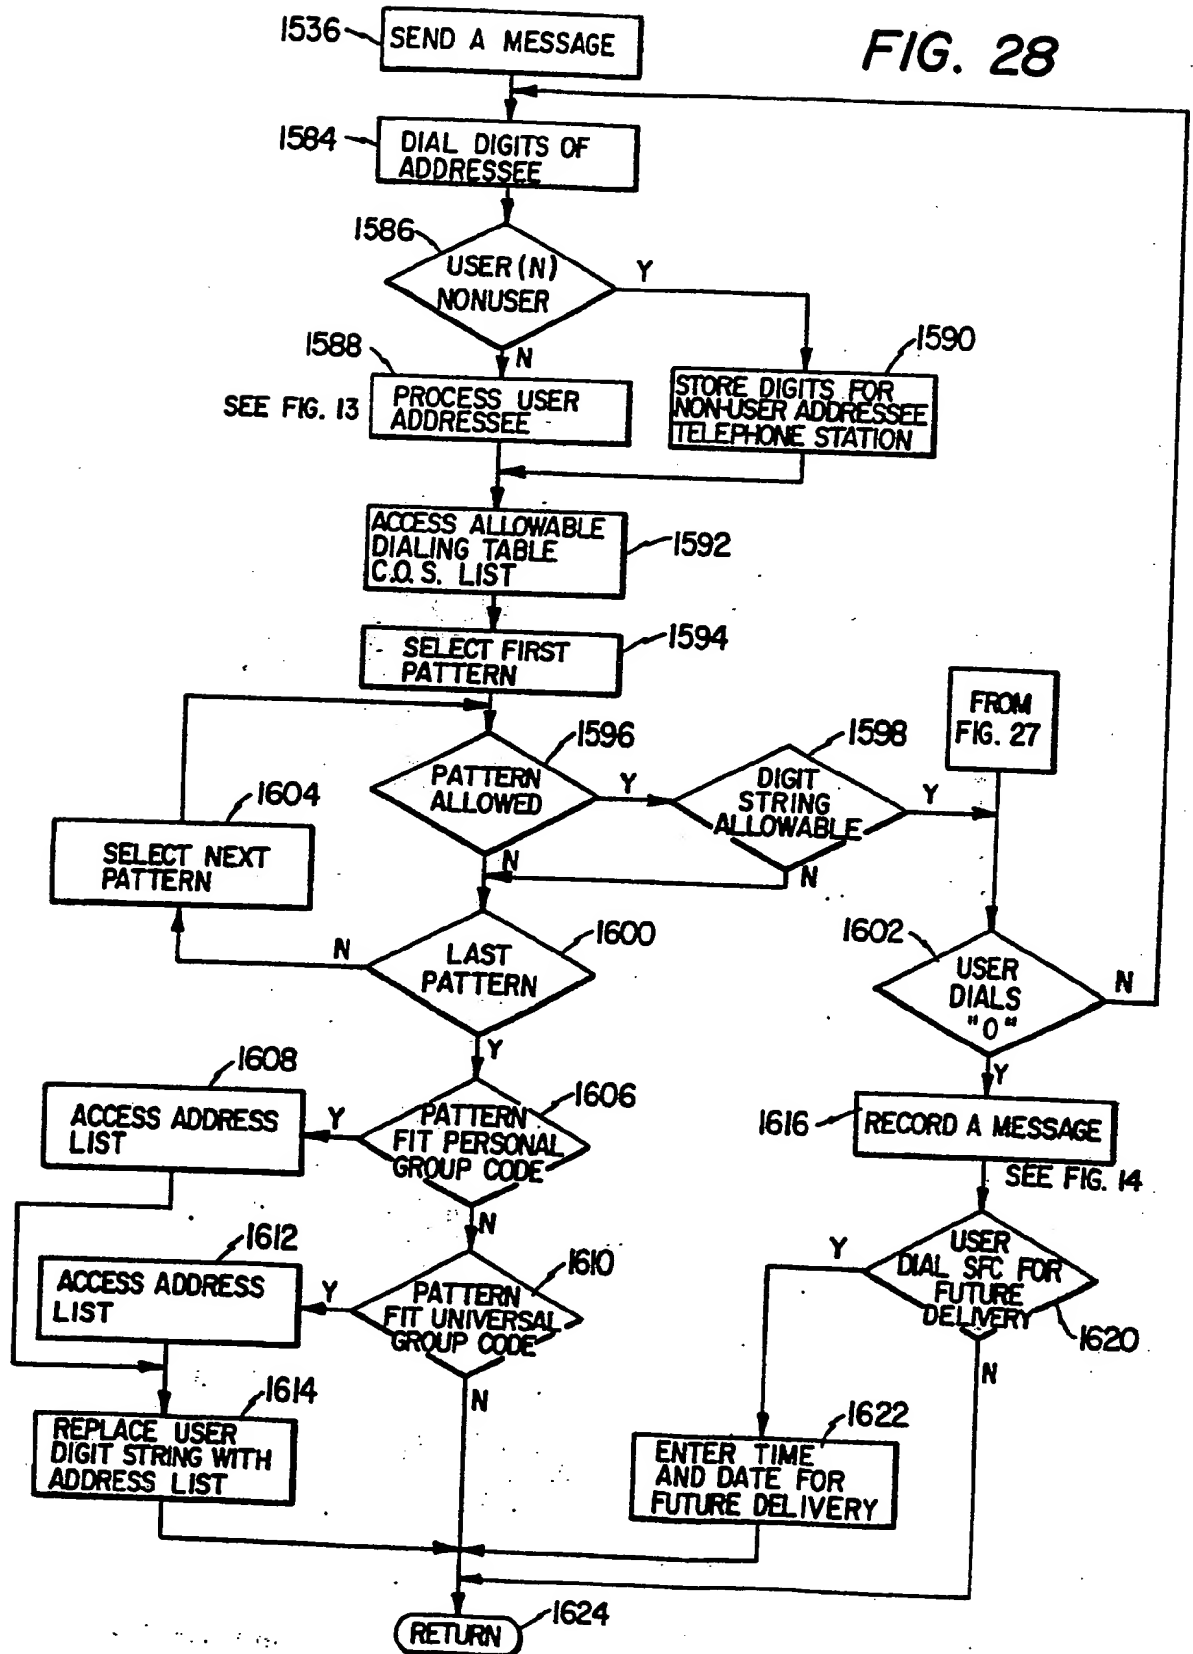 FIG. 28
1536
SEND A MESSAGE
1584
DIAL DIGITS OF
ADDRESSEE
1586
USER (N)
NONUSER
Y
N
1588
PROCESS USER
ADDRESSEE
SEE FIG. 13
1590
STORE DIGITS FOR
NON-USER ADDRESSEE
TELEPHONE STATION
ACCESS ALLOWABLE
DIALING TABLE
C.O.S. LIST
1592
SELECT FIRST
PATTERN
1594
FROM
FIG. 27
1596
PATTERN
ALLOWED
Y
N
1598
DIGIT
STRING
ALLOWABLE
Y
N
1604
SELECT NEXT
PATTERN
1600
LAST
PATTERN
N
Y
1602
USER
DIALS
"0"
N
Y
1608
ACCESS ADDRESS
LIST
Y
1606
PATTERN
FIT PERSONAL
GROUP CODE
N
1616
RECORD A MESSAGE
SEE FIG. 14
1612
ACCESS ADDRESS
LIST
Y
1610
PATTERN
FIT UNIVERSAL
GROUP CODE
N
Y
USER
DIAL SFC FOR
FUTURE
DELIVERY
1620
N
1614
REPLACE USER
DIGIT STRING WITH
ADDRESS LIST
1622
ENTER TIME
AND DATE FOR
FUTURE DELIVERY
RETURN
1624